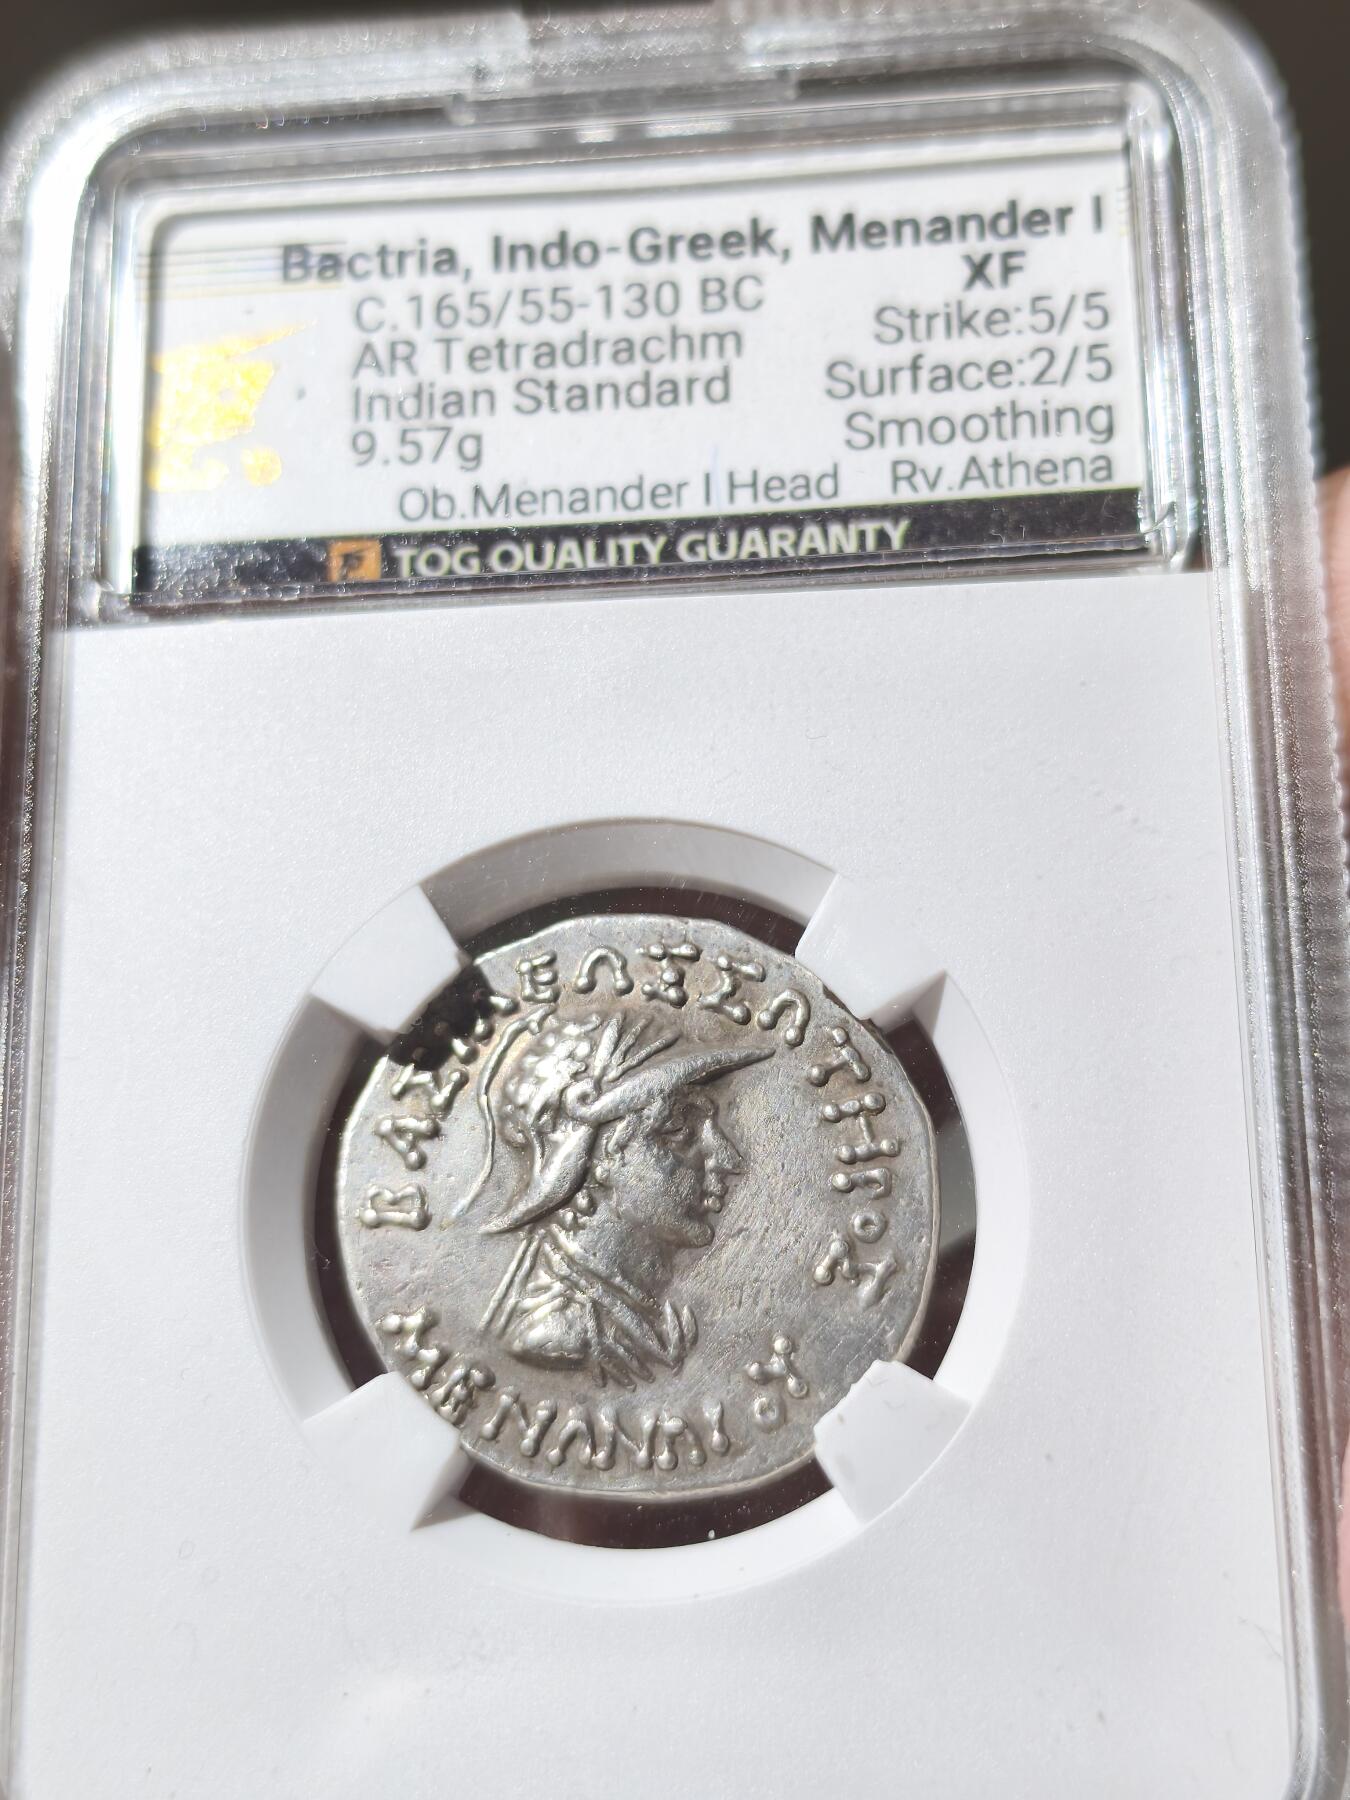 Bactria, Indo-Greek, Menander I
C.165/55-130 BC
XF
AR Tetradrachm
Strike:5/5
Indian Standard
Surface:2/5
9.57g
Smoothing
Ob.Menander I Head
Rv.Athena
TOG QUALITY GUARANTY
ΒΑΣΙΛΕΩΣ ΣΩΤΗΡΟΣ
ΜΕΝΑΝΔΡΟΥ